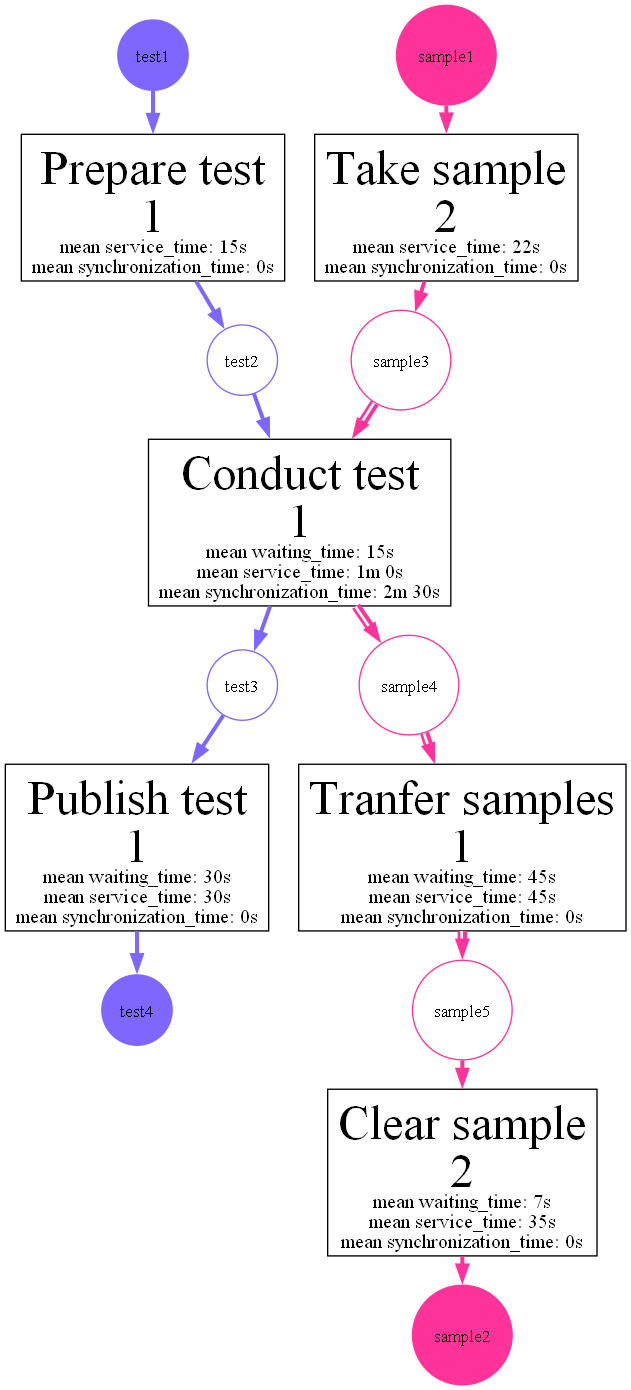 test1
sample1
Prepare test
1
mean service_time: 15s
mean synchronization_time: 0s
Take sample
2
mean service_time: 22s
mean synchronization_time: 0s
test2
sample3
Conduct test
1
mean waiting_time: 15s
mean service_time: 1m 0s
mean synchronization_time: 2m 30s
test3
sample4
Publish test
1
mean waiting_time: 30s
mean service_time: 30s
mean synchronization_time: 0s
Tranfer samples
1
mean waiting_time: 45s
mean service_time: 45s
mean synchronization_time: 0s
test4
sample5
Clear sample
2
mean waiting_time: 7s
mean service_time: 35s
mean synchronization_time: 0s
sample2